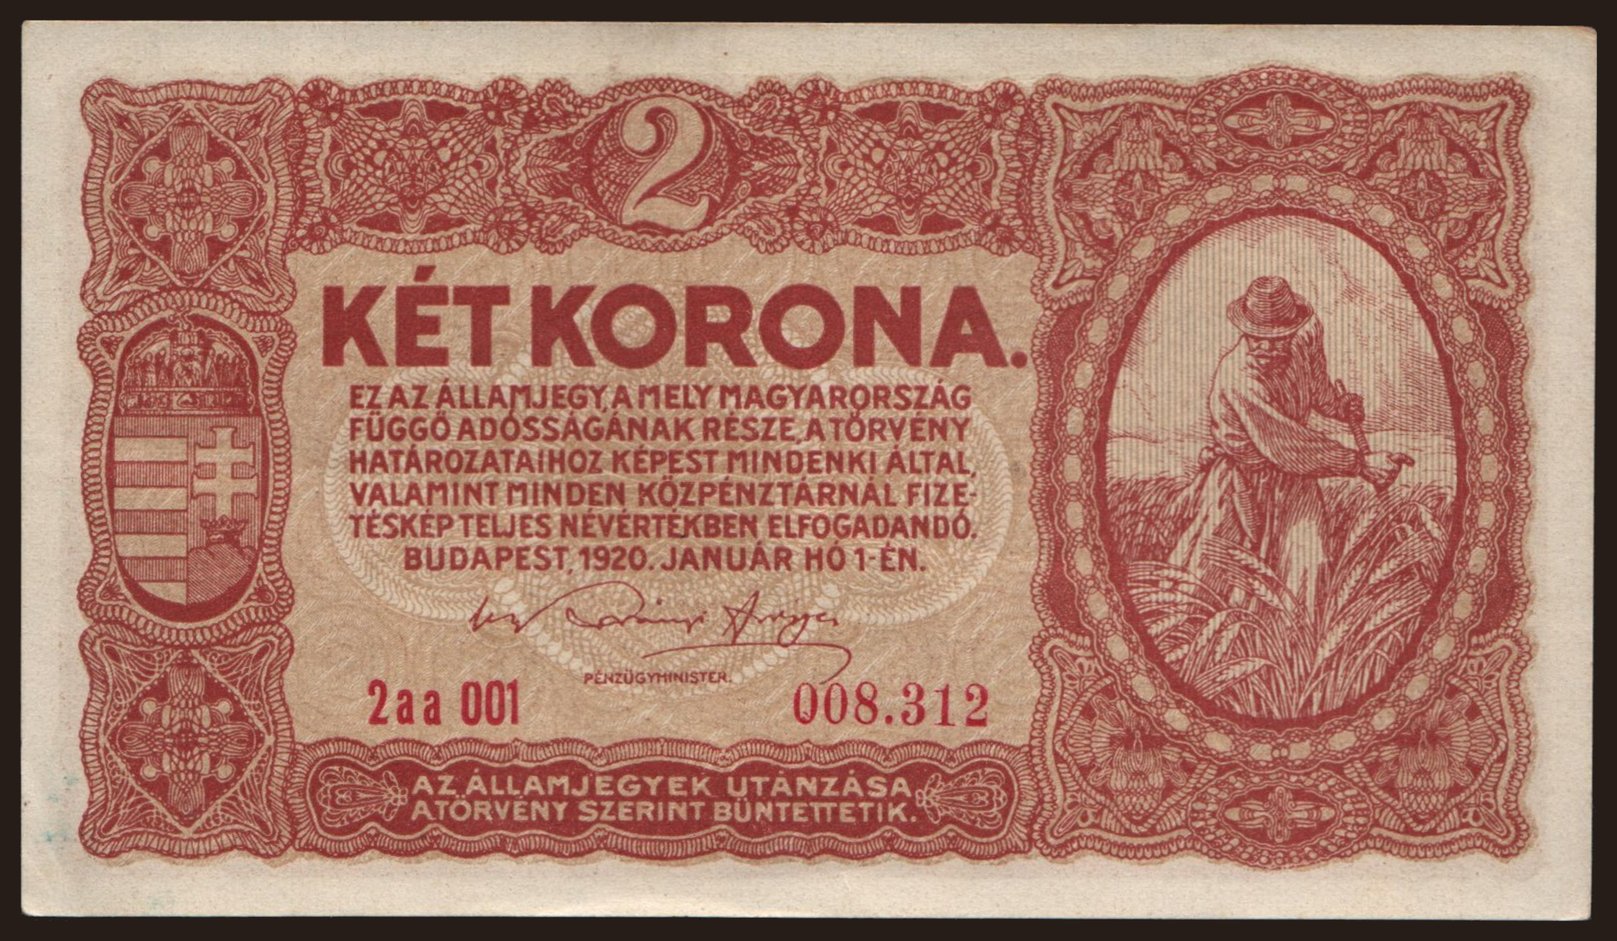 2
KÉT KORONA.
EZ AZ ÁLLAMJEGY, A MELY MAGYARORSZÁG
FÜGGŐ ADÓSSÁGÁNAK RÉSZE, A TÖRVÉNY
HATÁROZATAIHOZ KÉPEST MINDENKI ÁLTAL,
VALAMINT MINDEN KÖZPÉNZTÁRNÁL FIZE-
TÉSKÉP TELJES NÉVÉRTÉKBEN ELFOGADANDÓ.
BUDAPEST, 1920. JANUÁR HÓ 1-ÉN.
PÉNZÜGYMINISTER.
2aa 001 008.312
AZ ÁLLAMJEGYEK UTÁNZÁSA
A TÖRVÉNY SZERINT BÜNTETTETIK.